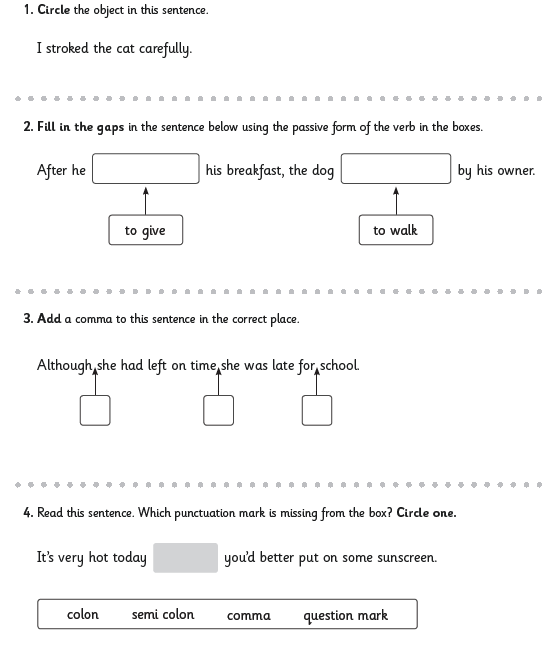 1. Circle the object in this sentence.
I stroked the cat carefully.
2. Fill in the gaps in the sentence below using the passive form of the verb in the boxes.
After he his breakfast, the dog by his owner.
to give to walk
3. Add a comma to this sentence in the correct place.
Although she had left on time she was late for school.
4. Read this sentence. Which punctuation mark is missing from the box? Circle one.
It's very hot today you'd better put on some sunscreen.
colon semi colon comma question mark